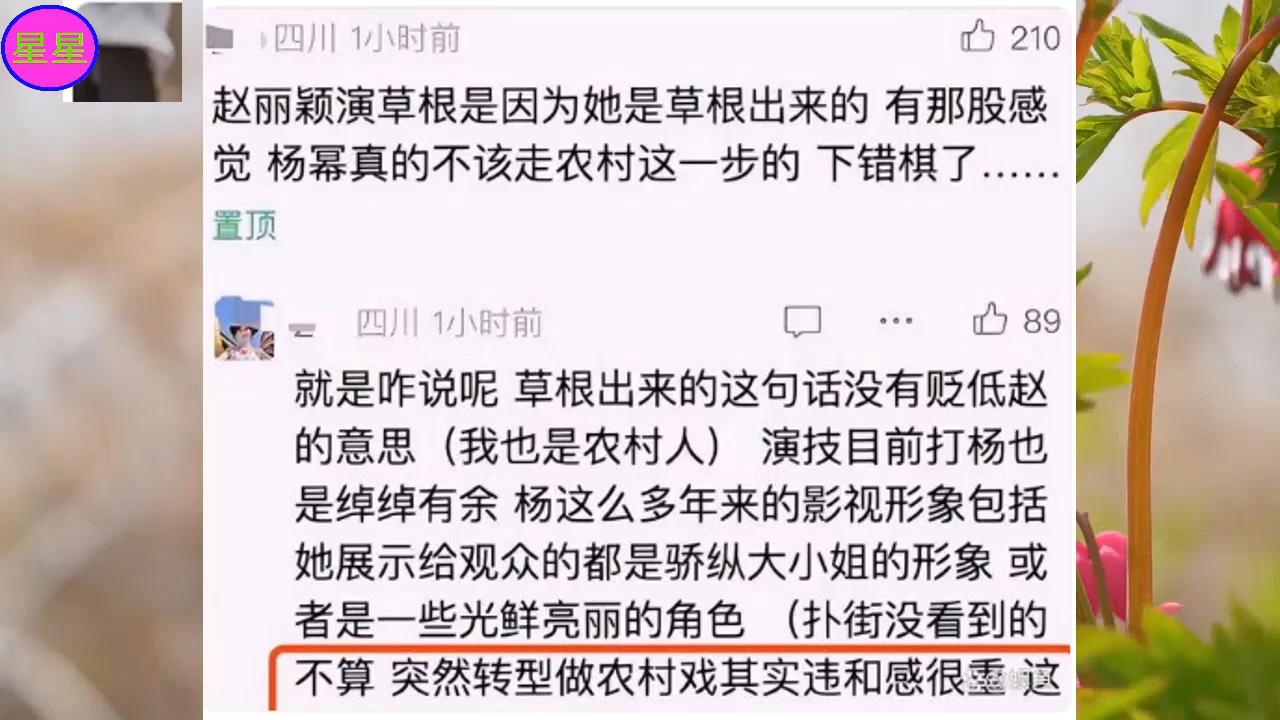 星星
四川 1小时前
210
赵丽颖演草根是因为她是草根出来的 有那股感
觉 杨幂真的不该走农村这一步的 下错棋了……
置顶
四川 1小时前
89
就是咋说呢 草根出来的这句话没有贬低赵
的意思（我也是农村人） 演技目前打杨也
是绰绰有余 杨这么多年来的影视形象包括
她展示给观众的都是骄纵大小姐的形象 或
者是一些光鲜亮丽的角色 （扑街没看到的
不算 突然转型做农村戏其实违和感很重 这